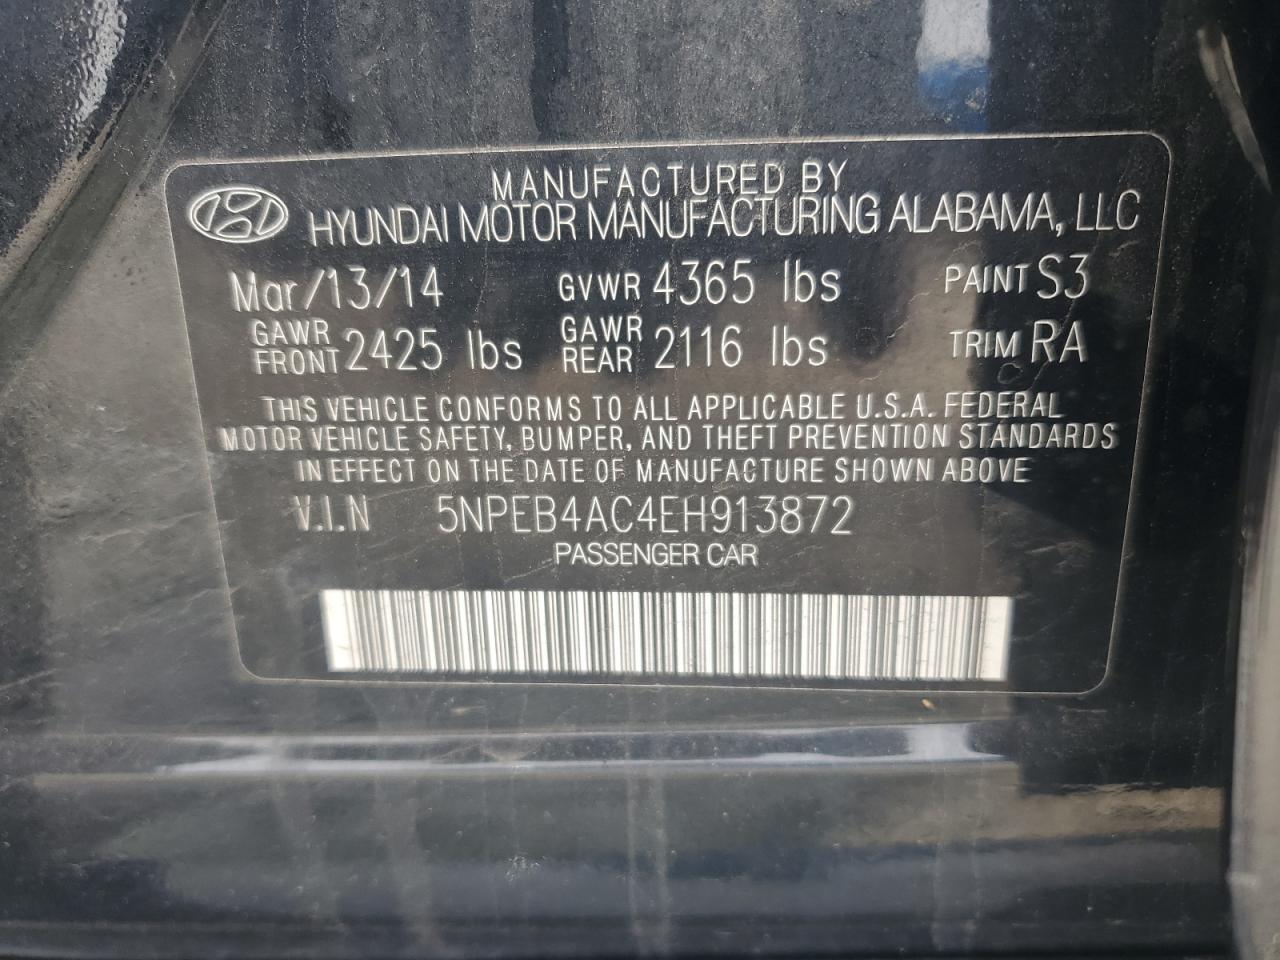 MANUFACTURED BY
HYUNDAI MOTOR MANUFACTURING ALABAMA, LLC
Mar/13/14 GVWR 4365 lbs PAINT S3
GAWR FRONT 2425 lbs GAWR REAR 2116 lbs TRIM RA
THIS VEHICLE CONFORMS TO ALL APPLICABLE U.S.A. FEDERAL
MOTOR VEHICLE SAFETY, BUMPER, AND THEFT PREVENTION STANDARDS
IN EFFECT ON THE DATE OF MANUFACTURE SHOWN ABOVE
V.I.N 5NPEB4AC4EH913872
PASSENGER CAR